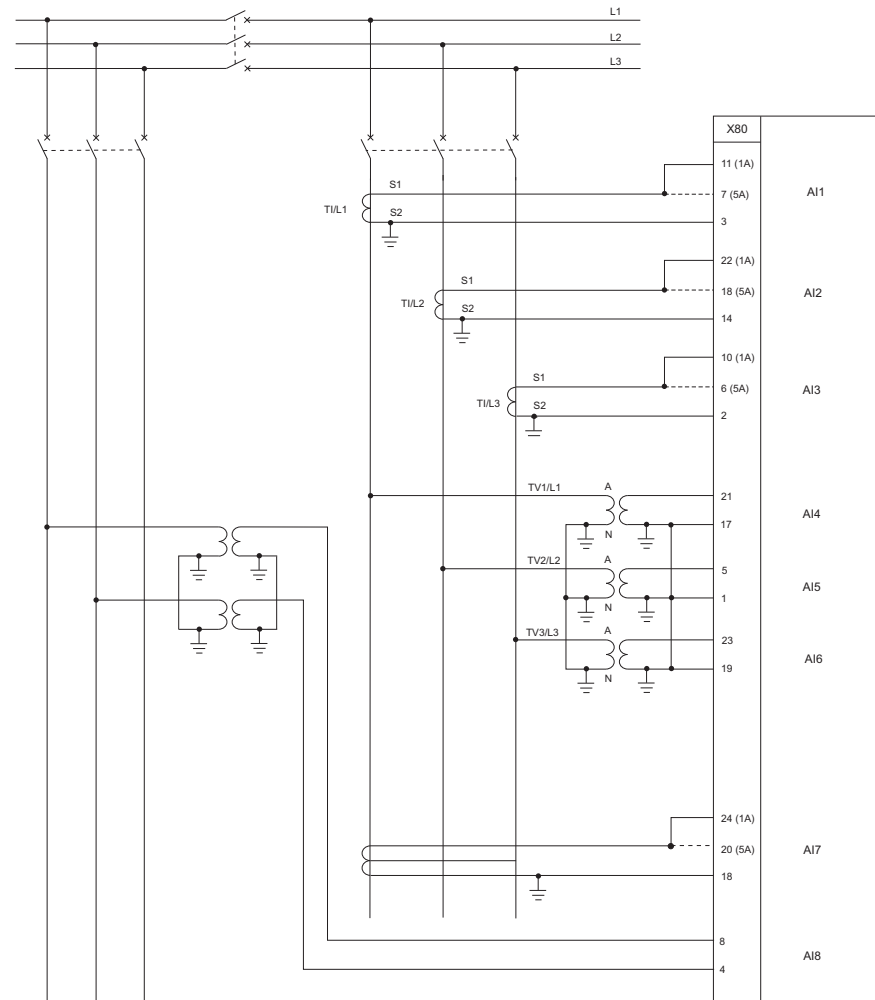 L1
L2
L3
X80
11 (1A)
S1
7 (5A)
AI1
TI/L1
S2
3
22 (1A)
S1
18 (5A)
AI2
TI/L2
S2
14
10 (1A)
S1
6 (5A)
AI3
TI/L3
S2
2
TV1/L1
A
21
AI4
N
17
TV2/L2
A
5
AI5
N
1
TV3/L3
A
23
AI6
N
19
24 (1A)
20 (5A)
AI7
18
8
AI8
4